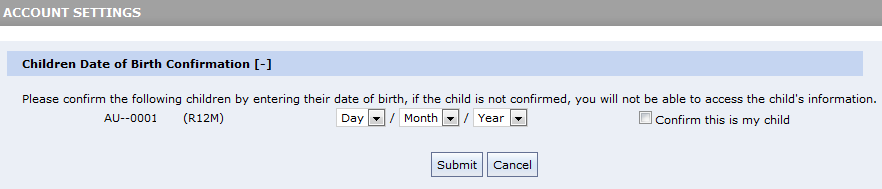 ACCOUNT SETTINGS
Children Date of Birth Confirmation [-]
Please confirm the following children by entering their date of birth, if the child is not confirmed, you will not be able to access the child's information.
AU--0001 (R12M) Day / Month / Year Confirm this is my child
Submit Cancel